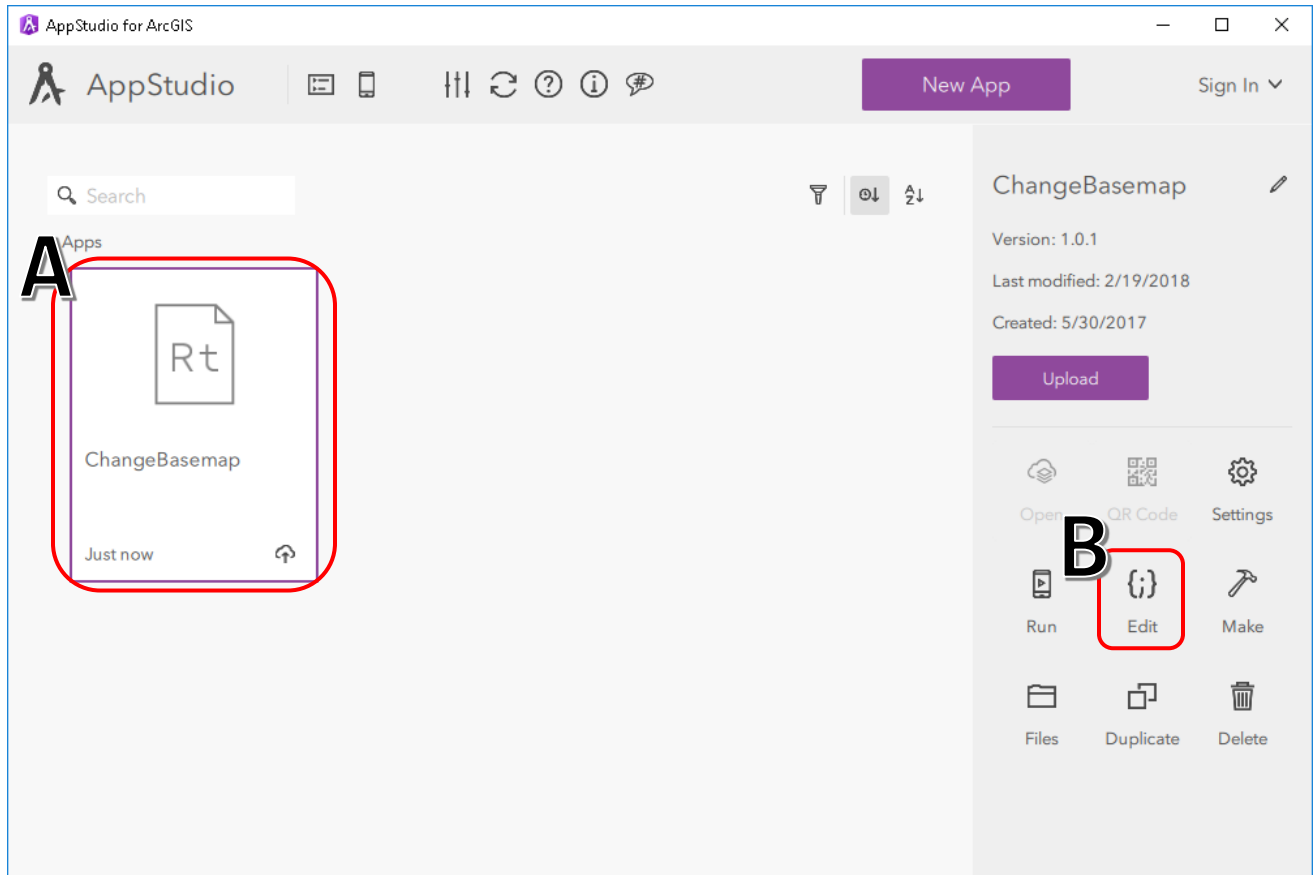 AppStudio for ArcGIS
AppStudio
#
New App
Sign In
Search
A
Z
Apps
A
Rt
ChangeBasemap
Just now
ChangeBasemap
Version: 1.0.1
Last modified: 2/19/2018
Created: 5/30/2017
Upload
Open
QR Code
Settings
B
{;}
Run
Edit
Make
Files
Duplicate
Delete